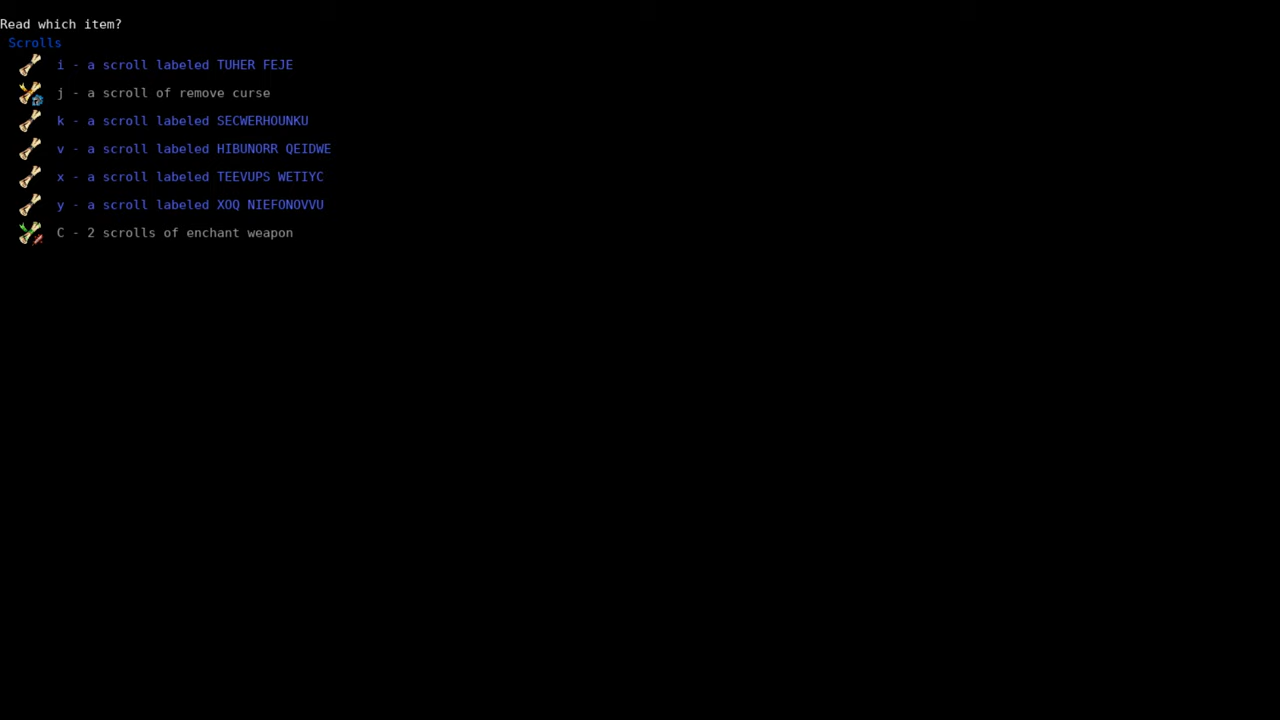 Read which item?
Scrolls
i - a scroll labeled TUHER FEJE
j - a scroll of remove curse
k - a scroll labeled SECWERHOUNKU
v - a scroll labeled HIBUNORR QEIDWE
x - a scroll labeled TEEVUPS WETIYC
y - a scroll labeled XOQ NIEFONOVVU
C - 2 scrolls of enchant weapon